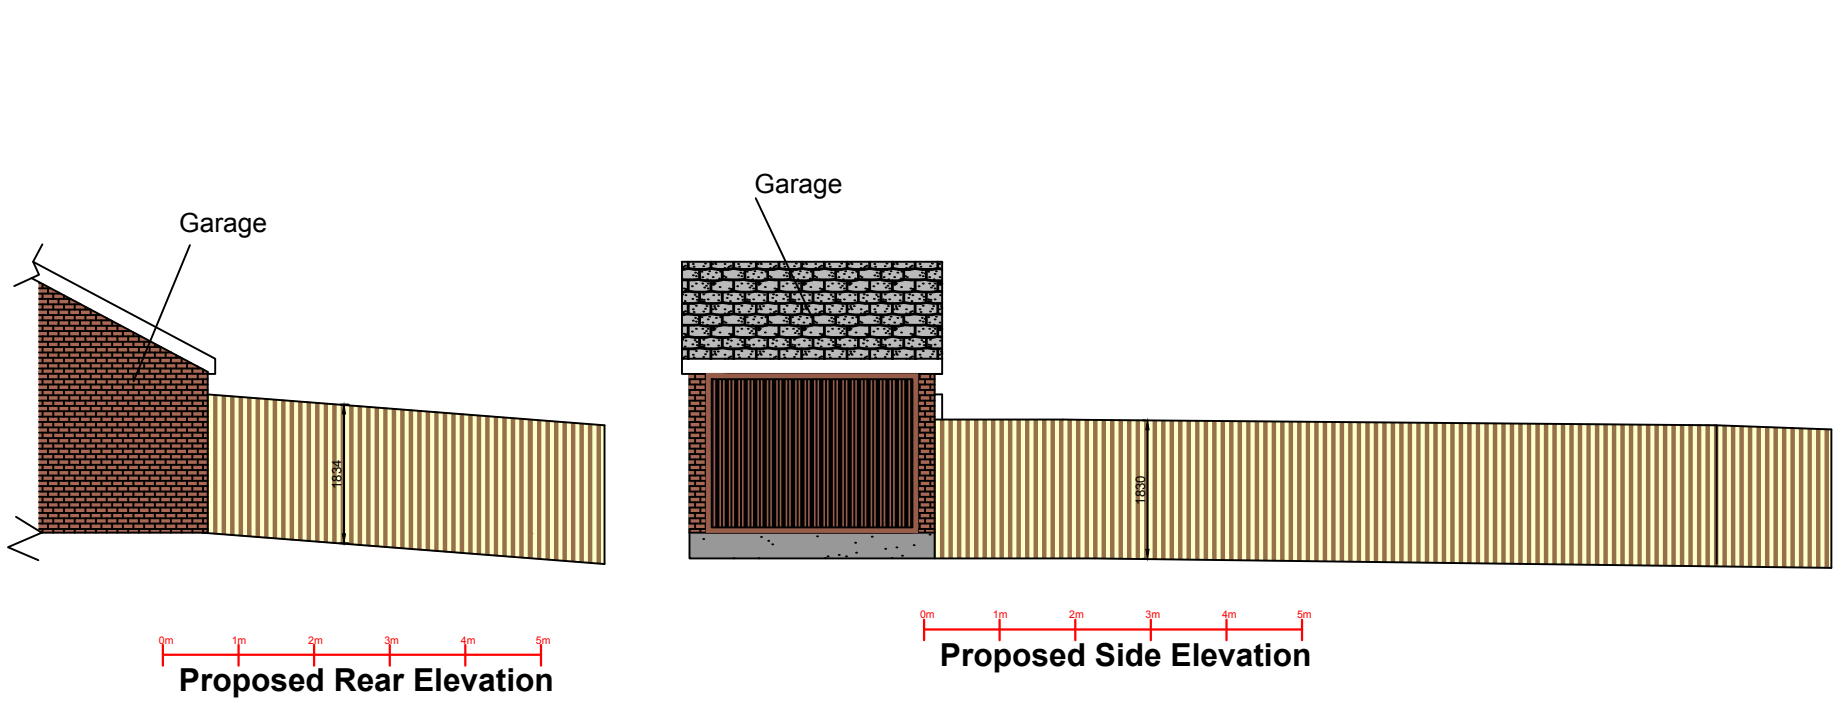 Garage
Garage
1834
1830
0m 1m 2m 3m 4m 5m
Proposed Rear Elevation
0m 1m 2m 3m 4m 5m
Proposed Side Elevation